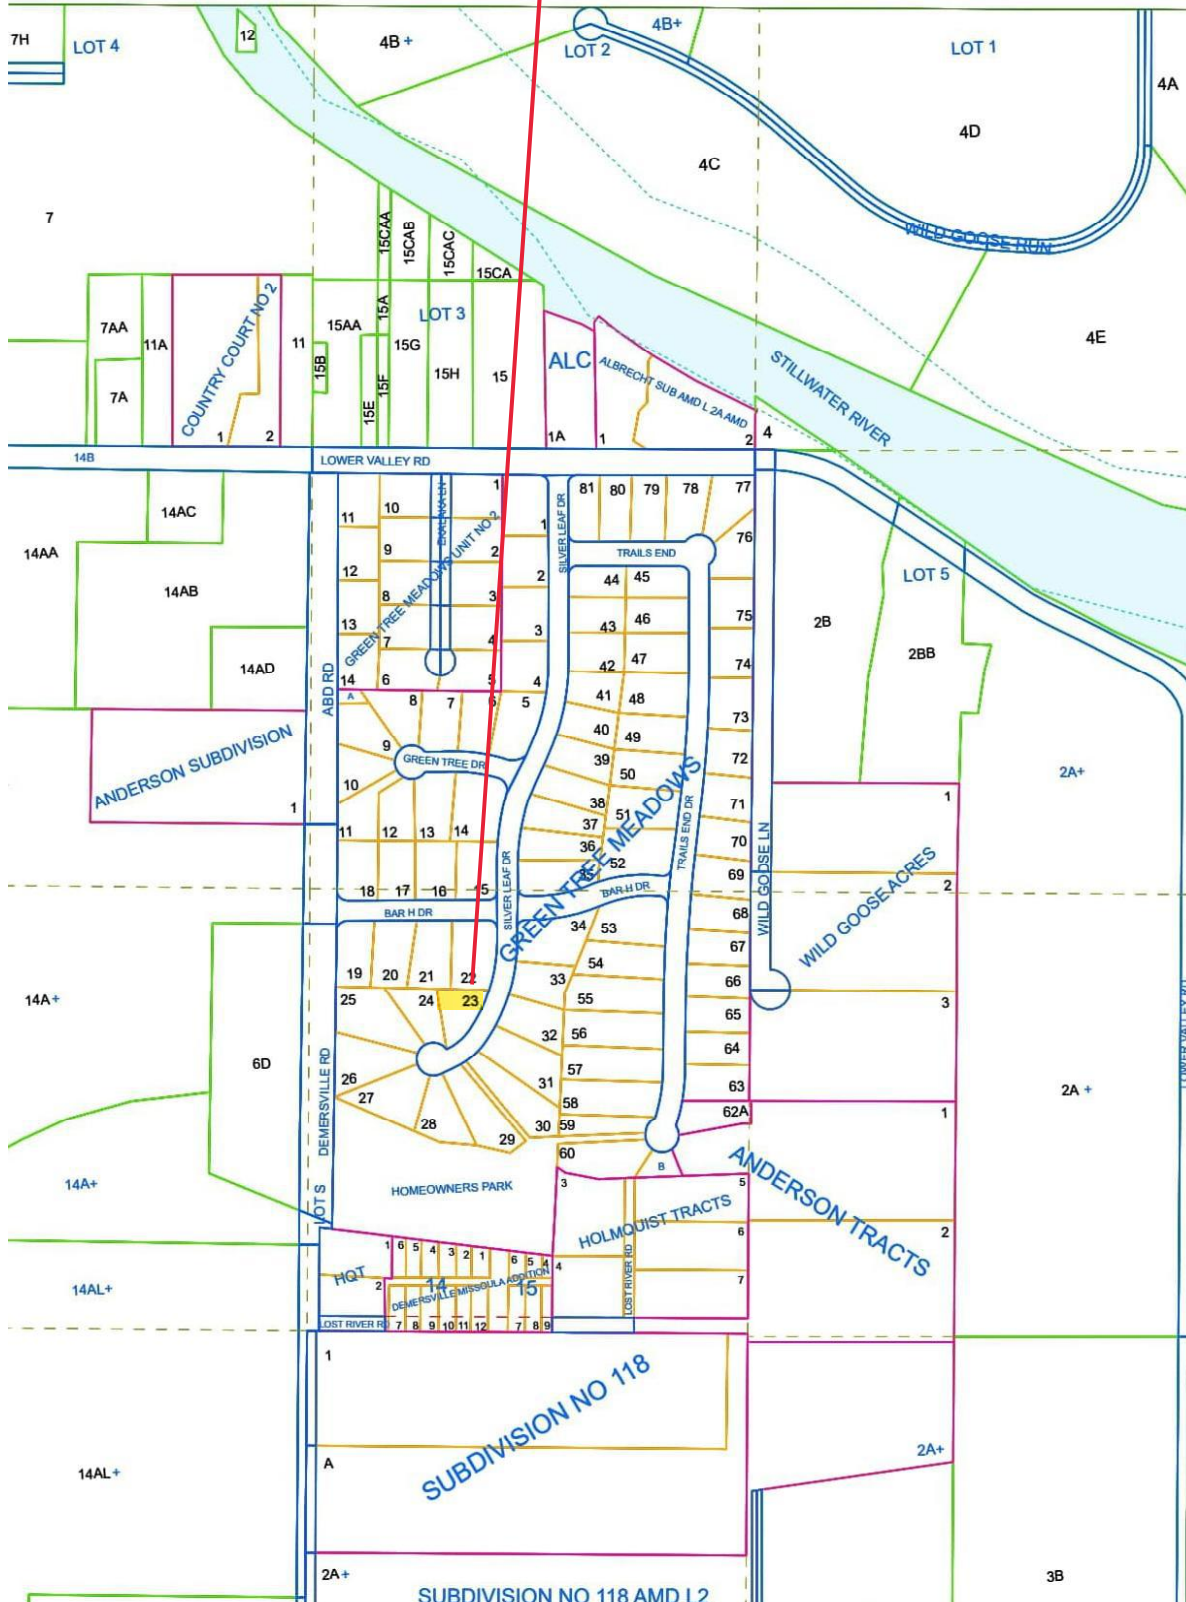 7H
LOT 4
12
4B +
LOT 2
4B+
LOT 1
4A
4D
4C
7
WILD GOOSE RUN
15CAA
15CAB
15CAC
15CA
4E
7AA
11A
COUNTRY COURT NO 2
11
15AA
15A
LOT 3
15B
15G
15H
15
ALC
ALBRECHT SUB AMD L 2A AMD
STILLWATER RIVER
7A
15E
15F
1
2
1A
1
2
4
14B
LOWER VALLEY RD
14AC
14AA
14AB
14AD
11
10
1
9
2
12
8
3
13
7
4
14
6
5
GREEN TREE MEADOWS UNIT NO 2
1
2
3
4
SILVER LEAF DR
81
80
79
78
77
76
TRAILS END
44
45
43
46
42
47
41
48
40
49
39
50
38
51
37
36
52
35
75
74
73
72
71
70
69
68
67
66
65
64
63
62A
LOT 5
2B
2BB
2A+
ABD RD
A
8
7
6
5
9
GREEN TREE DR
10
ANDERSON SUBDIVISION
1
11
12
13
14
18
17
16
15
BAR H DR
SILVER LEAF DR
GREEN TREE MEADOWS
TRAILS END DR
BAR H DR
WILD GOOSE LN
WILD GOOSE ACRES
1
2
3
19
20
21
22
25
24
23
34
53
54
33
55
32
56
57
31
58
30
59
60
26
27
28
29
14A+
6D
DEMERSVILLE RD
2A +
LOWER VALLEY RD
1
B
ANDERSON TRACTS
2
14A+
LOT S
HOMEOWNERS PARK
3
5
HOLMQUIST TRACTS
6
4
7
LOST RIVER RD
1
6
5
4
3
2
1
6
5
4
HQT
2
14
DEMERSVILLE MISSOULA ADDITION
15
14AL+
LOST RIVER RD
7
8
9
10
11
12
7
8
9
1
SUBDIVISION NO 118
14AL+
A
2A+
2A+
SUBDIVISION NO 118 AMD L2
3B